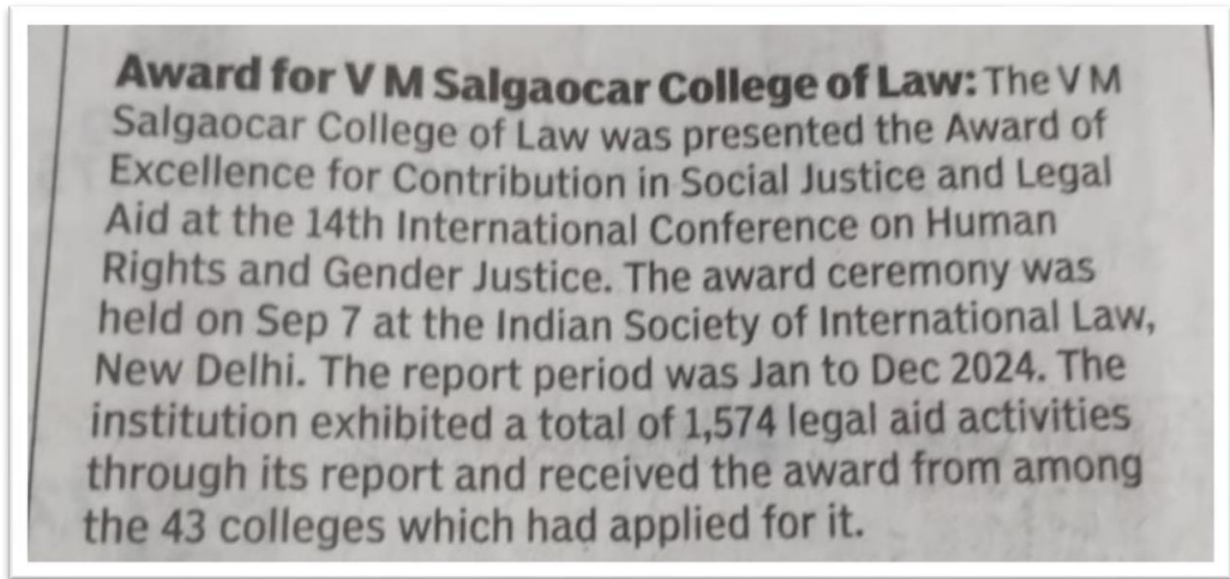 Award for V M Salgaocar College of Law: The V M
Salgaocar College of Law was presented the Award of
Excellence for Contribution in Social Justice and Legal
Aid at the 14th International Conference on Human
Rights and Gender Justice. The award ceremony was
held on Sep 7 at the Indian Society of International Law,
New Delhi. The report period was Jan to Dec 2024. The
institution exhibited a total of 1,574 legal aid activities
through its report and received the award from among
the 43 colleges which had applied for it.